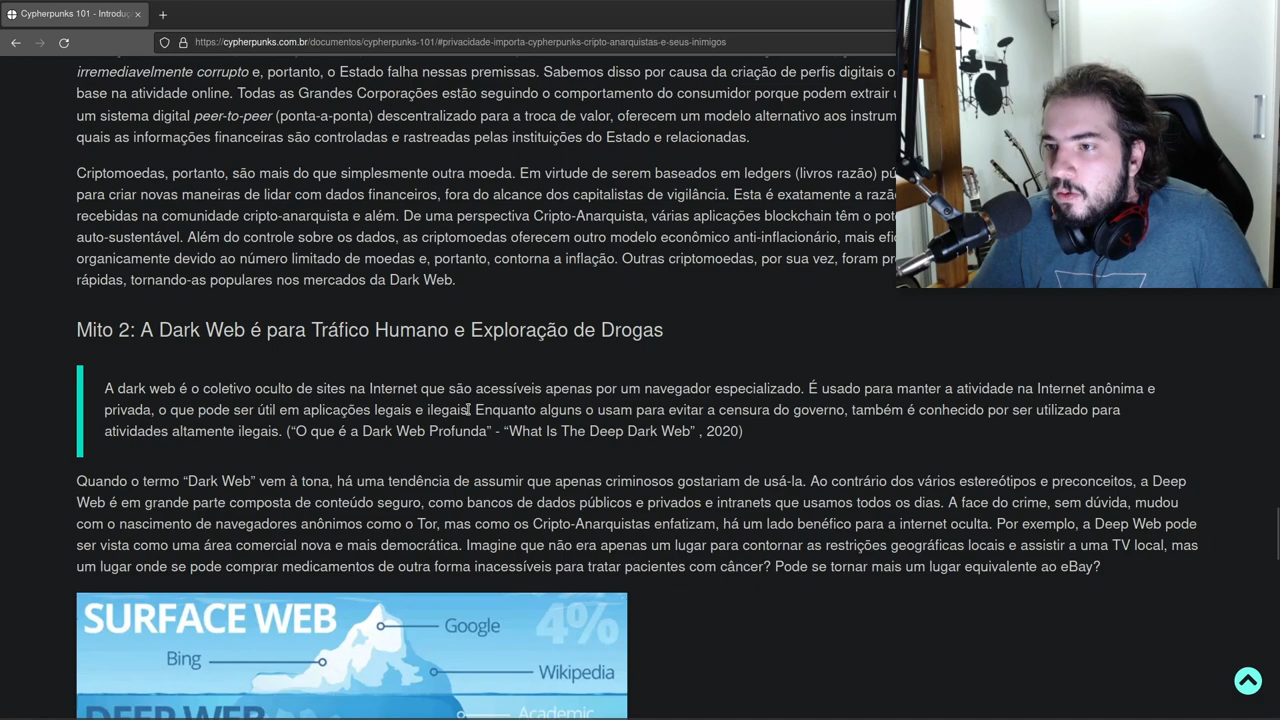 Cypherpunks 101 - Introduç
https://cypherpunks.com.br/documentos/cypherpunks-101/#privacidade-importa-cypherpunks-cripto-anarquistas-e-seus-inimigos
irremediavelmente corrupto e, portanto, o Estado falha nessas premissas. Sabemos disso por causa da criação de perfis digitais
base na atividade online. Todas as Grandes Corporações estão seguindo o comportamento do consumidor porque podem extrair
um sistema digital peer-to-peer (ponta-a-ponta) descentralizado para a troca de valor, oferecem um modelo alternativo aos instrum
quais as informações financeiras são controladas e rastreadas pelas instituições do Estado e relacionadas.
Criptomoedas, portanto, são mais do que simplesmente outra moeda. Em virtude de serem baseados em ledgers (livros razão) pú
para criar novas maneiras de lidar com dados financeiros, fora do alcance dos capitalistas de vigilância. Esta é exatamente a razã
recebidas na comunidade cripto-anarquista e além. De uma perspectiva Cripto-Anarquista, várias aplicações blockchain têm o pot
auto-sustentável. Além do controle sobre os dados, as criptomoedas oferecem outro modelo econômico anti-inflacionário, mais efi
organicamente devido ao número limitado de moedas e, portanto, contorna a inflação. Outras criptomoedas, por sua vez, foram pr
rápidas, tornando-as populares nos mercados da Dark Web.
Mito 2: A Dark Web é para Tráfico Humano e Exploração de Drogas
A dark web é o coletivo oculto de sites na Internet que são acessíveis apenas por um navegador especializado. É usado para manter a atividade na Internet anônima e
privada, o que pode ser útil em aplicações legais e ilegais. Enquanto alguns o usam para evitar a censura do governo, também é conhecido por ser utilizado para
atividades altamente ilegais. (“O que é a Dark Web Profunda” - “What Is The Deep Dark Web” , 2020)
Quando o termo “Dark Web” vem à tona, há uma tendência de assumir que apenas criminosos gostariam de usá-la. Ao contrário dos vários estereótipos e preconceitos, a Deep
Web é em grande parte composta de conteúdo seguro, como bancos de dados públicos e privados e intranets que usamos todos os dias. A face do crime, sem dúvida, mudou
com o nascimento de navegadores anônimos como o Tor, mas como os Cripto-Anarquistas enfatizam, há um lado benéfico para a internet oculta. Por exemplo, a Deep Web pode
ser vista como uma área comercial nova e mais democrática. Imagine que não era apenas um lugar para contornar as restrições geográficas locais e assistir a uma TV local, mas
um lugar onde se pode comprar medicamentos de outra forma inacessíveis para tratar pacientes com câncer? Pode se tornar mais um lugar equivalente ao eBay?
SURFACE WEB
Google
4%
Bing
Wikipedia
DEEP WEB
Academic